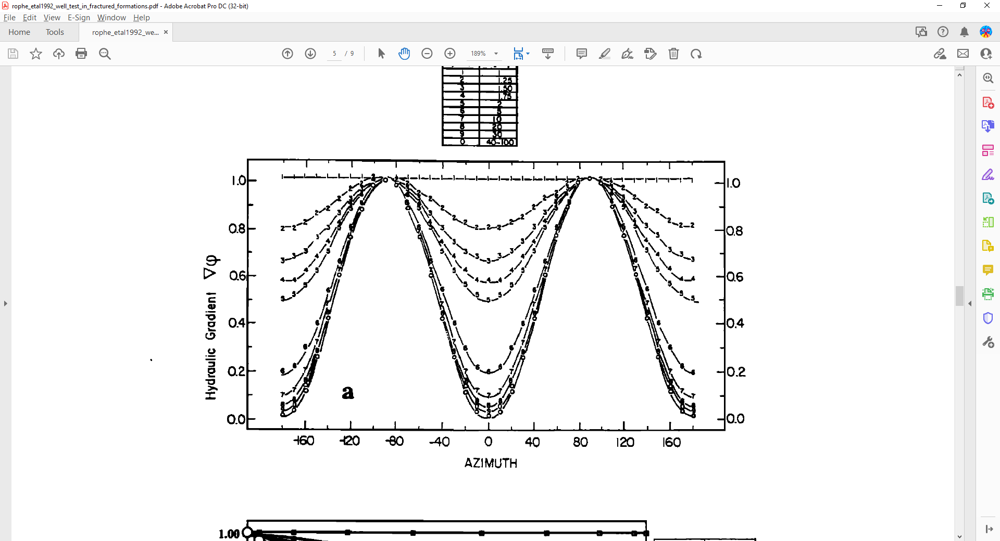 rophe_etal1992_well_test_in_fractured_formations.pdf - Adobe Acrobat Pro DC (32-bit)
File Edit View E-Sign Window Help
Home Tools rophe_etal1992_we... ×
5 / 9 189%
1 1
2 1.25
3 1.50
4 1.75
5 2
6 5
7 10
8 20
9 30
0 40-100
1.0 1.0
0.8 0.8
0.6 0.6
0.4 0.4
0.2 0.2
0.0 0.0
Hydraulic Gradient ∇φ
a
-160 -120 -80 -40 0 40 80 120 160
AZIMUTH
1.00